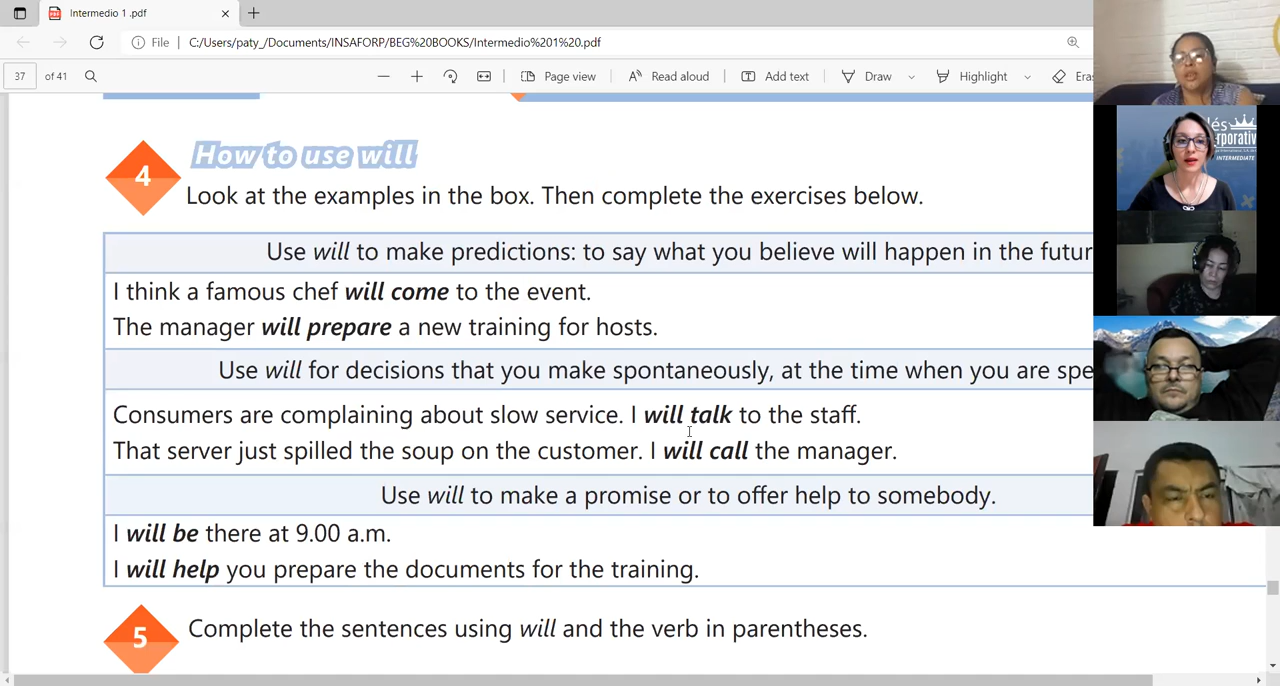 Intermedio 1 .pdf
File C:/Users/paty_/Documents/INSAFORP/BEG%20BOOKS/Intermedio%201%20.pdf
37 of 41 Page view Read aloud Add text Draw Highlight Eras
4 How to use will
Look at the examples in the box. Then complete the exercises below.
Use will to make predictions: to say what you believe will happen in the futur
I think a famous chef will come to the event.
The manager will prepare a new training for hosts.
Use will for decisions that you make spontaneously, at the time when you are spe
Consumers are complaining about slow service. I will talk to the staff.
That server just spilled the soup on the customer. I will call the manager.
Use will to make a promise or to offer help to somebody.
I will be there at 9.00 a.m.
I will help you prepare the documents for the training.
5 Complete the sentences using will and the verb in parentheses.
lés
rporativ
INTERMEDIATE